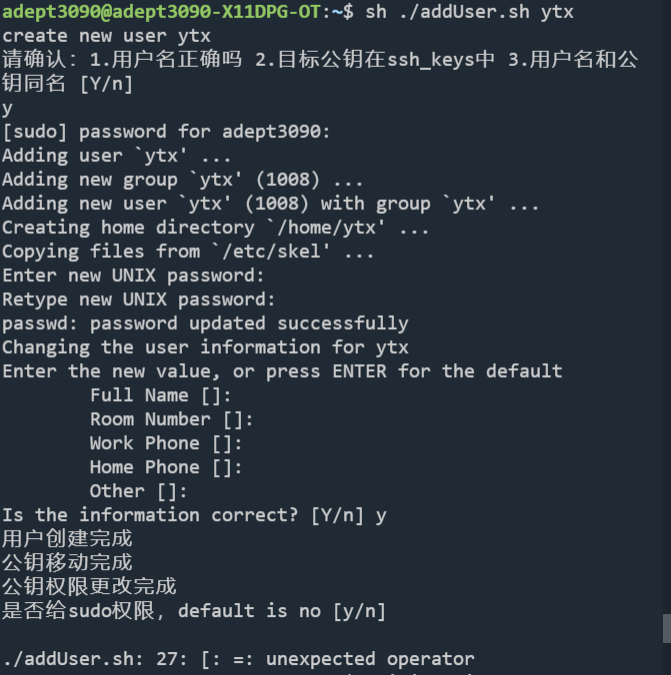 adept3090@adept3090-X11DPG-OT:~$ sh ./addUser.sh ytx
create new user ytx
请确认: 1.用户名正确吗 2.目标公钥在ssh_keys中 3.用户名和公
钥同名 [Y/n]
y
[sudo] password for adept3090:
Adding user `ytx' ...
Adding new group `ytx' (1008) ...
Adding new user `ytx' (1008) with group `ytx' ...
Creating home directory `/home/ytx' ...
Copying files from `/etc/skel' ...
Enter new UNIX password:
Retype new UNIX password:
passwd: password updated successfully
Changing the user information for ytx
Enter the new value, or press ENTER for the default
Full Name []:
Room Number []:
Work Phone []:
Home Phone []:
Other []:
Is the information correct? [Y/n] y
用户创建完成
公钥移动完成
公钥权限更改完成
是否给sudo权限, default is no [y/n]
./addUser.sh: 27: [: =: unexpected operator